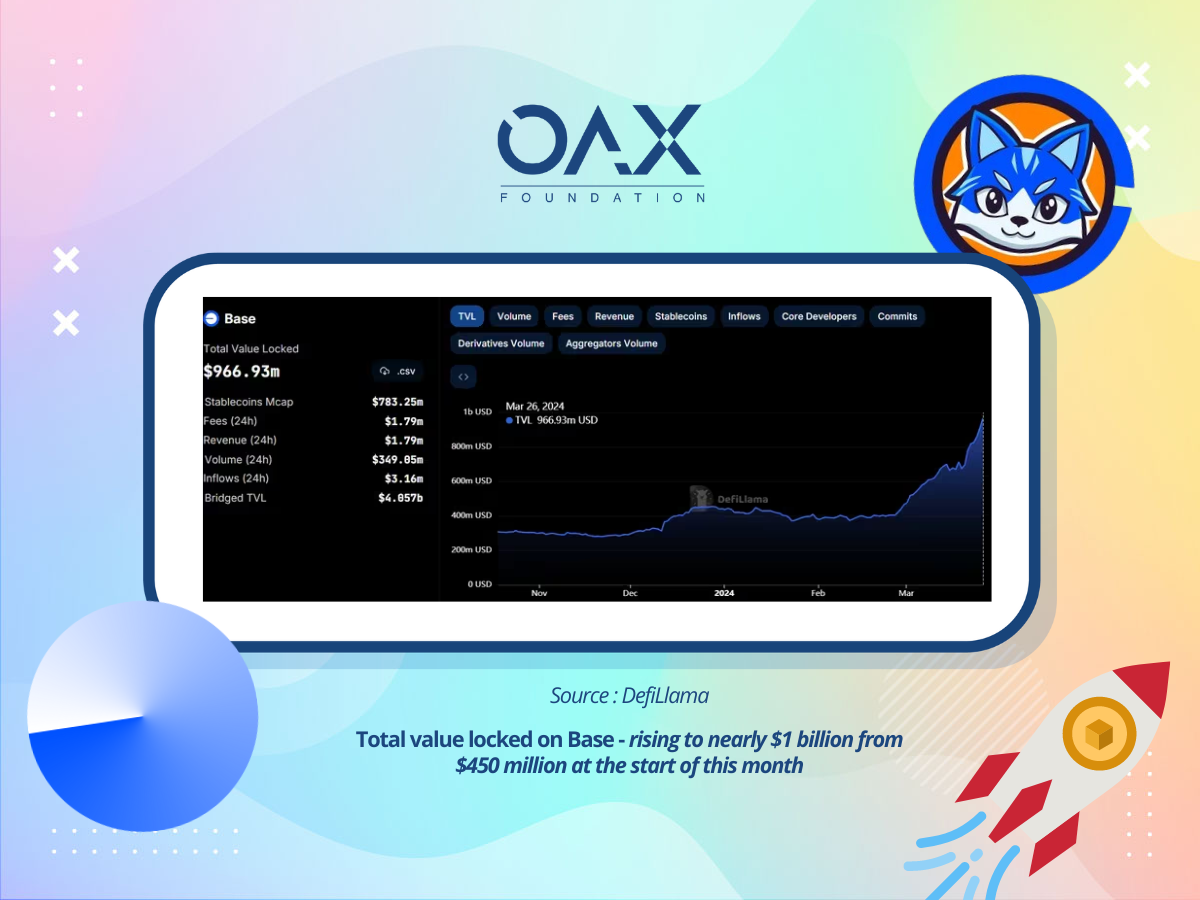 OAX
FOUNDATION
Base
Total Value Locked
$966.93m
.csv
Stablecoins Mcap $783.25m
Fees (24h) $1.79m
Revenue (24h) $1.79m
Volume (24h) $349.05m
Inflows (24h) $3.16m
Bridged TVL $4.057b
TVL Volume Fees Revenue Stablecoins Inflows Core Developers Commits
Derivatives Volume Aggregators Volume
Mar 26, 2024
TVL 966.93m USD
1b USD
800m USD
600m USD
400m USD
200m USD
0 USD
DefiLlama
Nov Dec 2024 Feb Mar
Source : DefiLlama
Total value locked on Base - rising to nearly $1 billion from
$450 million at the start of this month